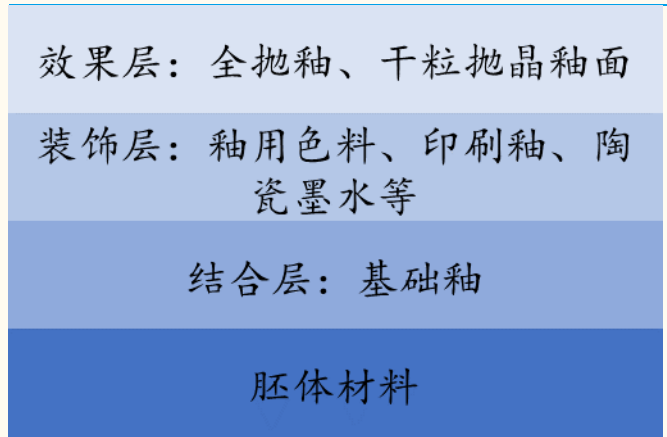 效果层：全抛釉、干粒抛晶釉面
装饰层：釉用色料、印刷釉、陶
瓷墨水等
结合层：基础釉
胚体材料